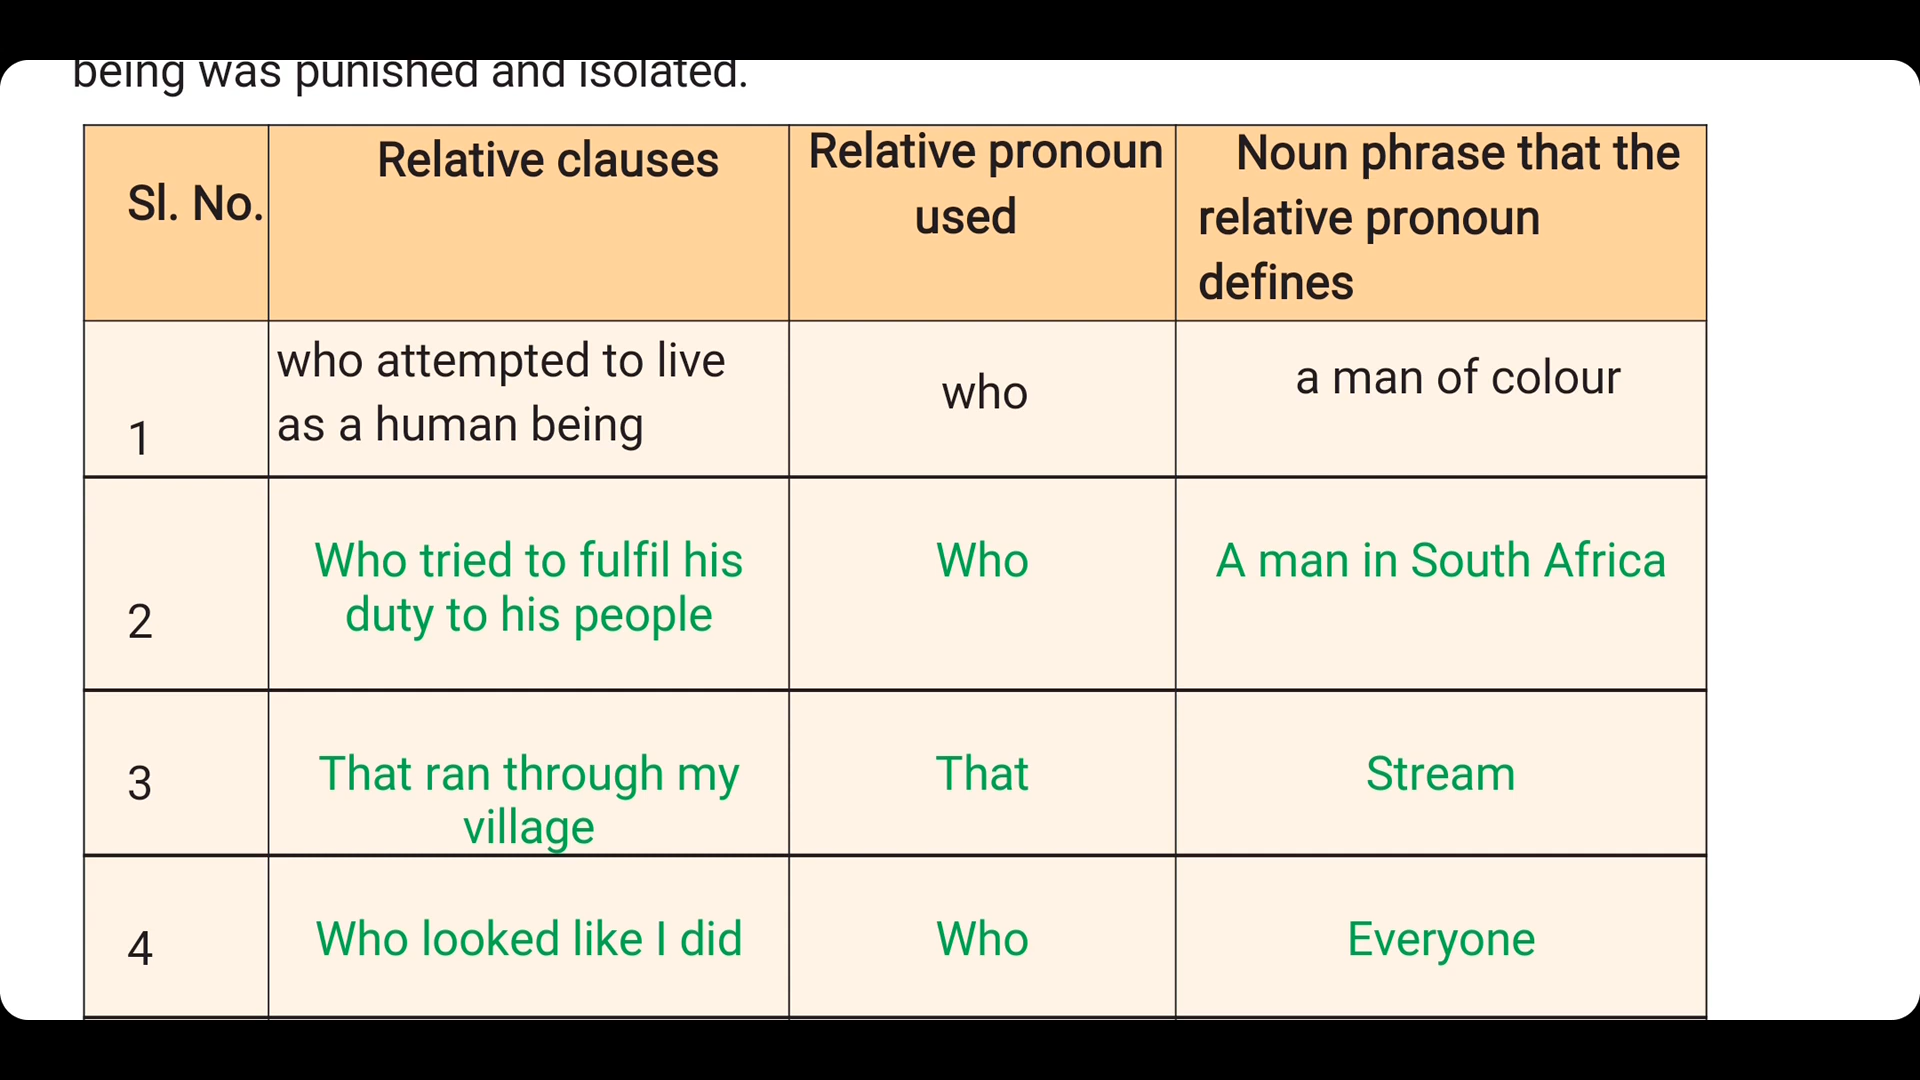 being was punished and isolated.
Sl. No.
Relative clauses
Relative pronoun
used
Noun phrase that the
relative pronoun
defines
1
who attempted to live
as a human being
who
a man of colour
2
Who tried to fulfil his
duty to his people
Who
A man in South Africa
3
That ran through my
village
That
Stream
4
Who looked like I did
Who
Everyone